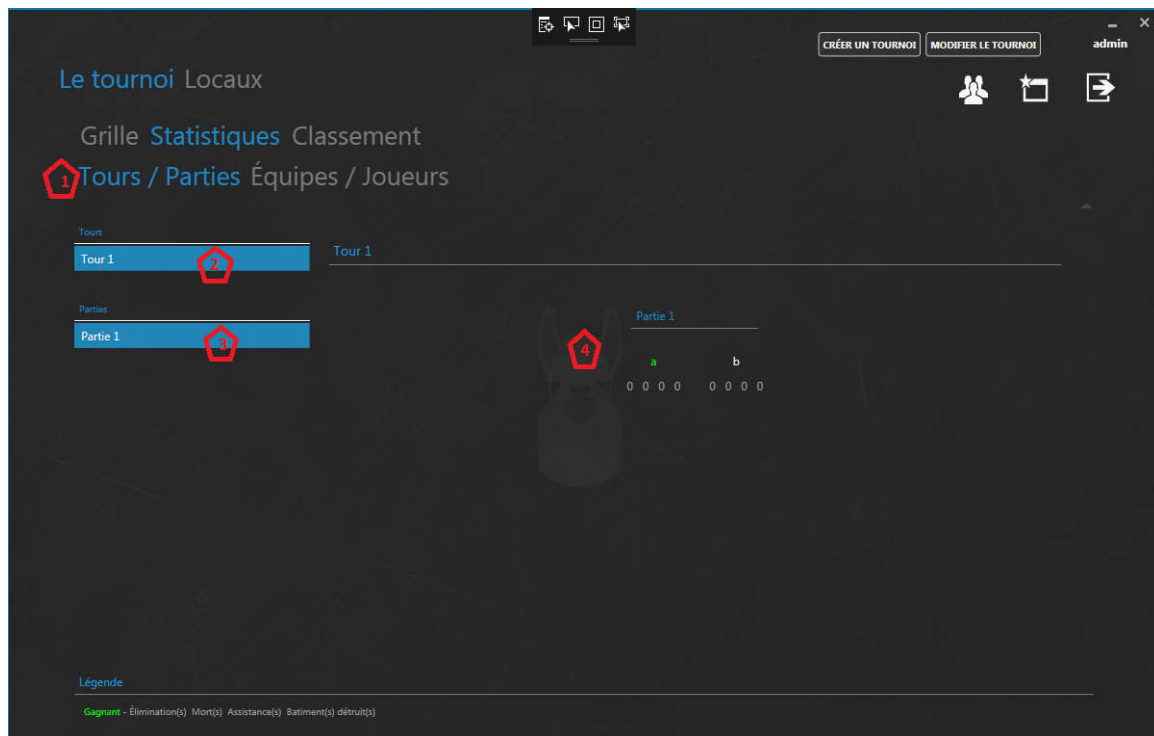 CRÉER UN TOURNOI MODIFIER LE TOURNOI admin
Le tournoi Locaux
Grille Statistiques Classement
1 Tours / Parties Équipes / Joueurs
Tours
Tour 1 2
Tour 1
Parties
Partie 1 3
Partie 1
4
a b
0 0 0 0 0 0 0 0
Légende
Gagnant - Élimination(s) Mort(s) Assistance(s) Batiment(s) détruit(s)